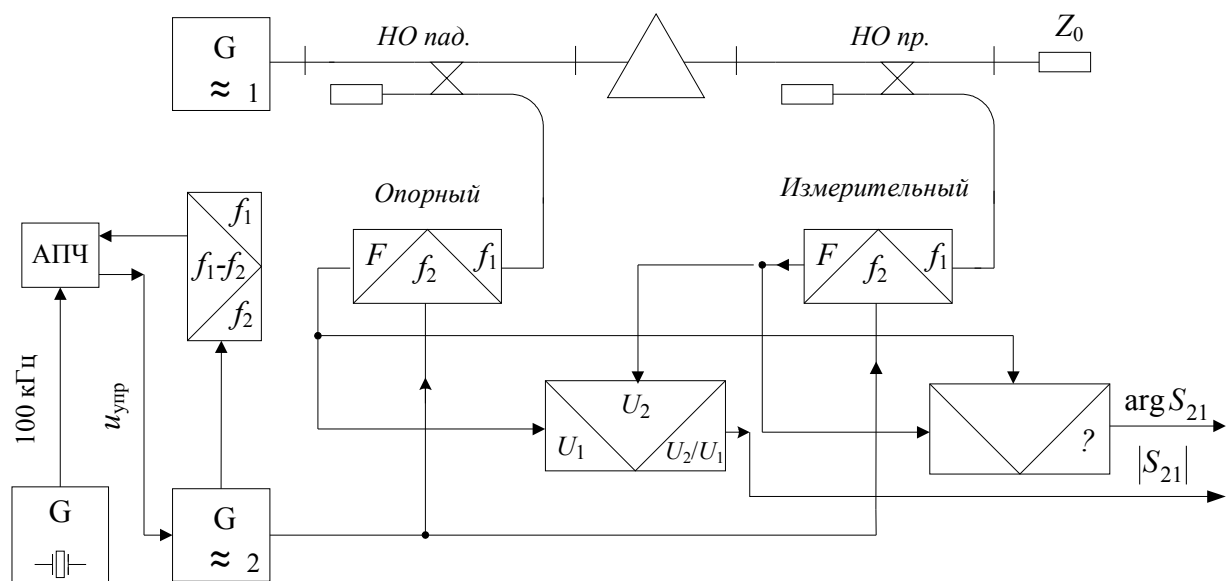 G
≈ 1
НО пад.
НО пр.
Z0
Опорный
Измерительный
f1
f1-f2
f2
АПЧ
F
f2
f1
F
f2
f1
100 кГц
uупр
U1
U2
U2/U1
?
arg S21
|S21|
G
G
≈ 2